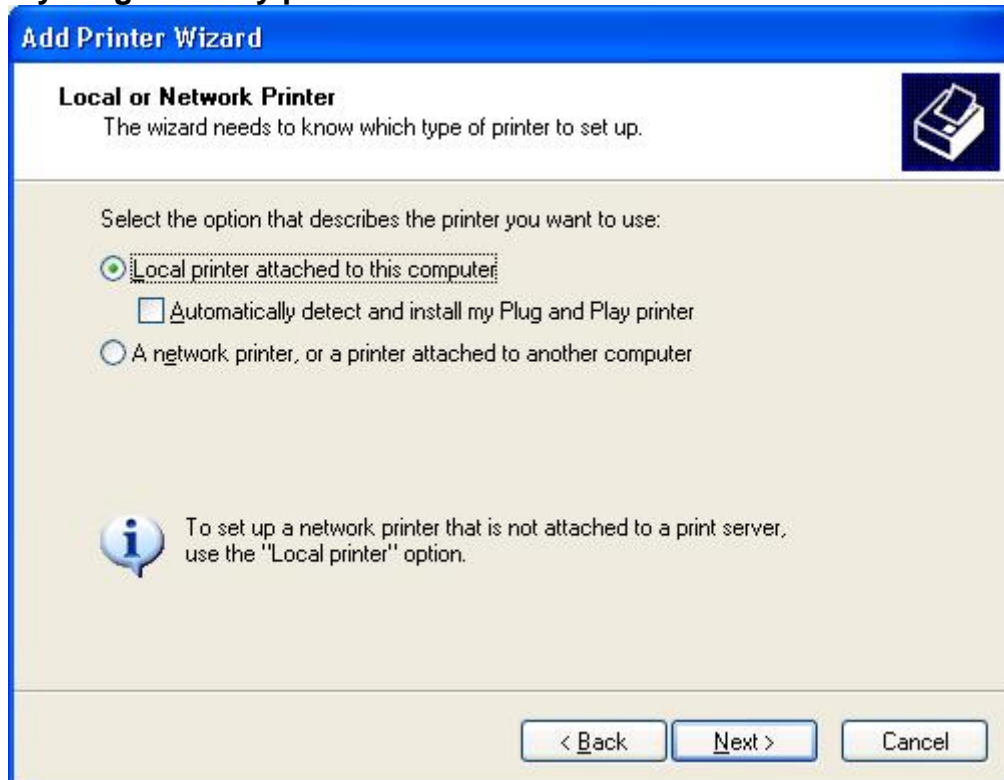 Add Printer Wizard
Local or Network Printer
The wizard needs to know which type of printer to set up.
Select the option that describes the printer you want to use:
Local printer attached to this computer
Automatically detect and install my Plug and Play printer
A network printer, or a printer attached to another computer
To set up a network printer that is not attached to a print server,
use the "Local printer" option.
< Back
Next >
Cancel